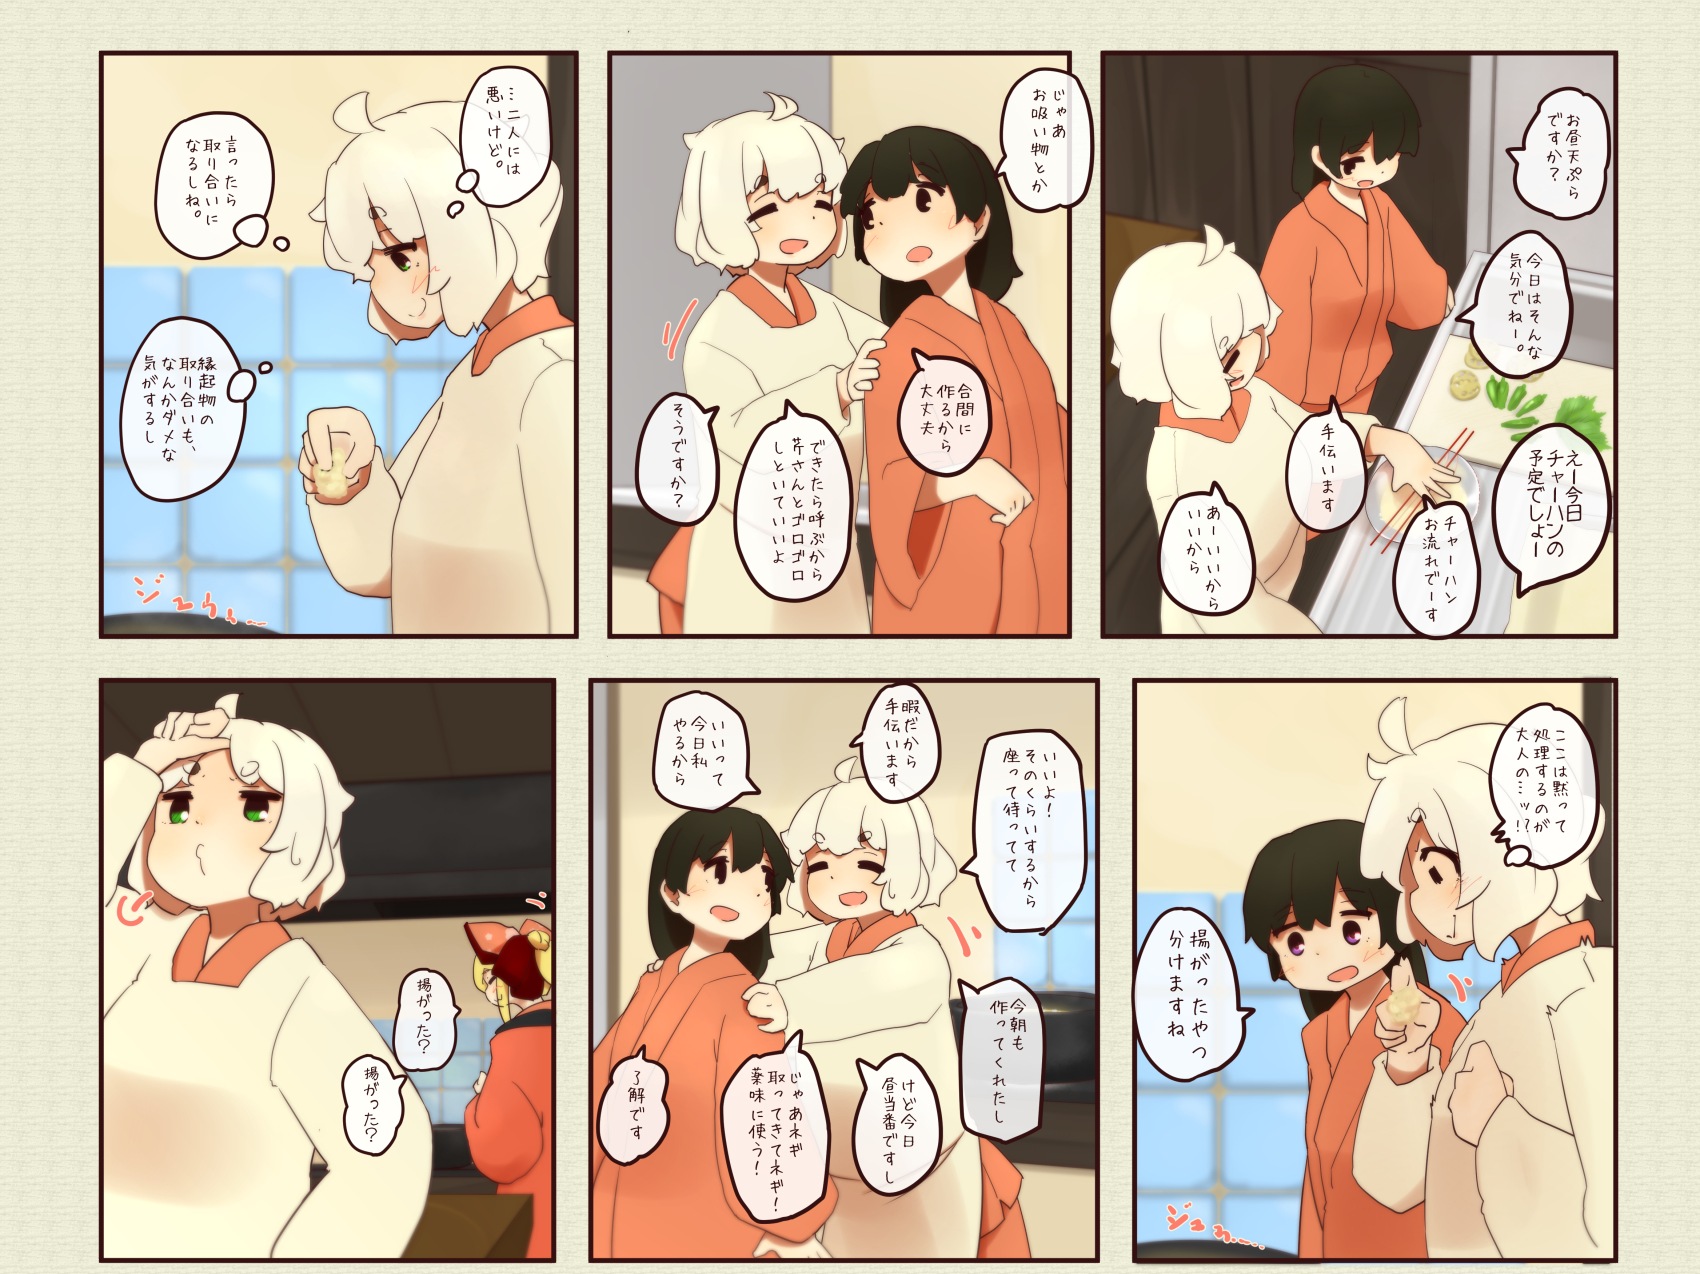 お昼天ぷら
ですか？
今日はそんな
気分でねー。
えー今日
チャーハンの
予定でしょー
手伝います
チャーハン
お流れでーす
あーいいから
いいから
じゃあ
お吸い物とか
合間に
作るから
大丈夫
できたら呼ぶから
芹さんとゴロゴロ
しといていいよ
そうですか？
…二人には
悪いけど。
言ったら
取り合いに
なるしね。
縁起物の
取り合いも、
なんかダメな
気がするし
ジュゥゥ…
ここは黙って
処理するのが
大人の…ッ!?
揚がったやつ
分けますね
ジュゥ……
いいよ！
そのくらいするから
座って待ってて
暇だから
手伝います
いいって
今日私
やるから
今朝も
作ってくれたし
けど今日
昼当番ですし
じゃあネギ
取ってきてネギ！
薬味に使う！
了解です
揚がった？
揚がった？